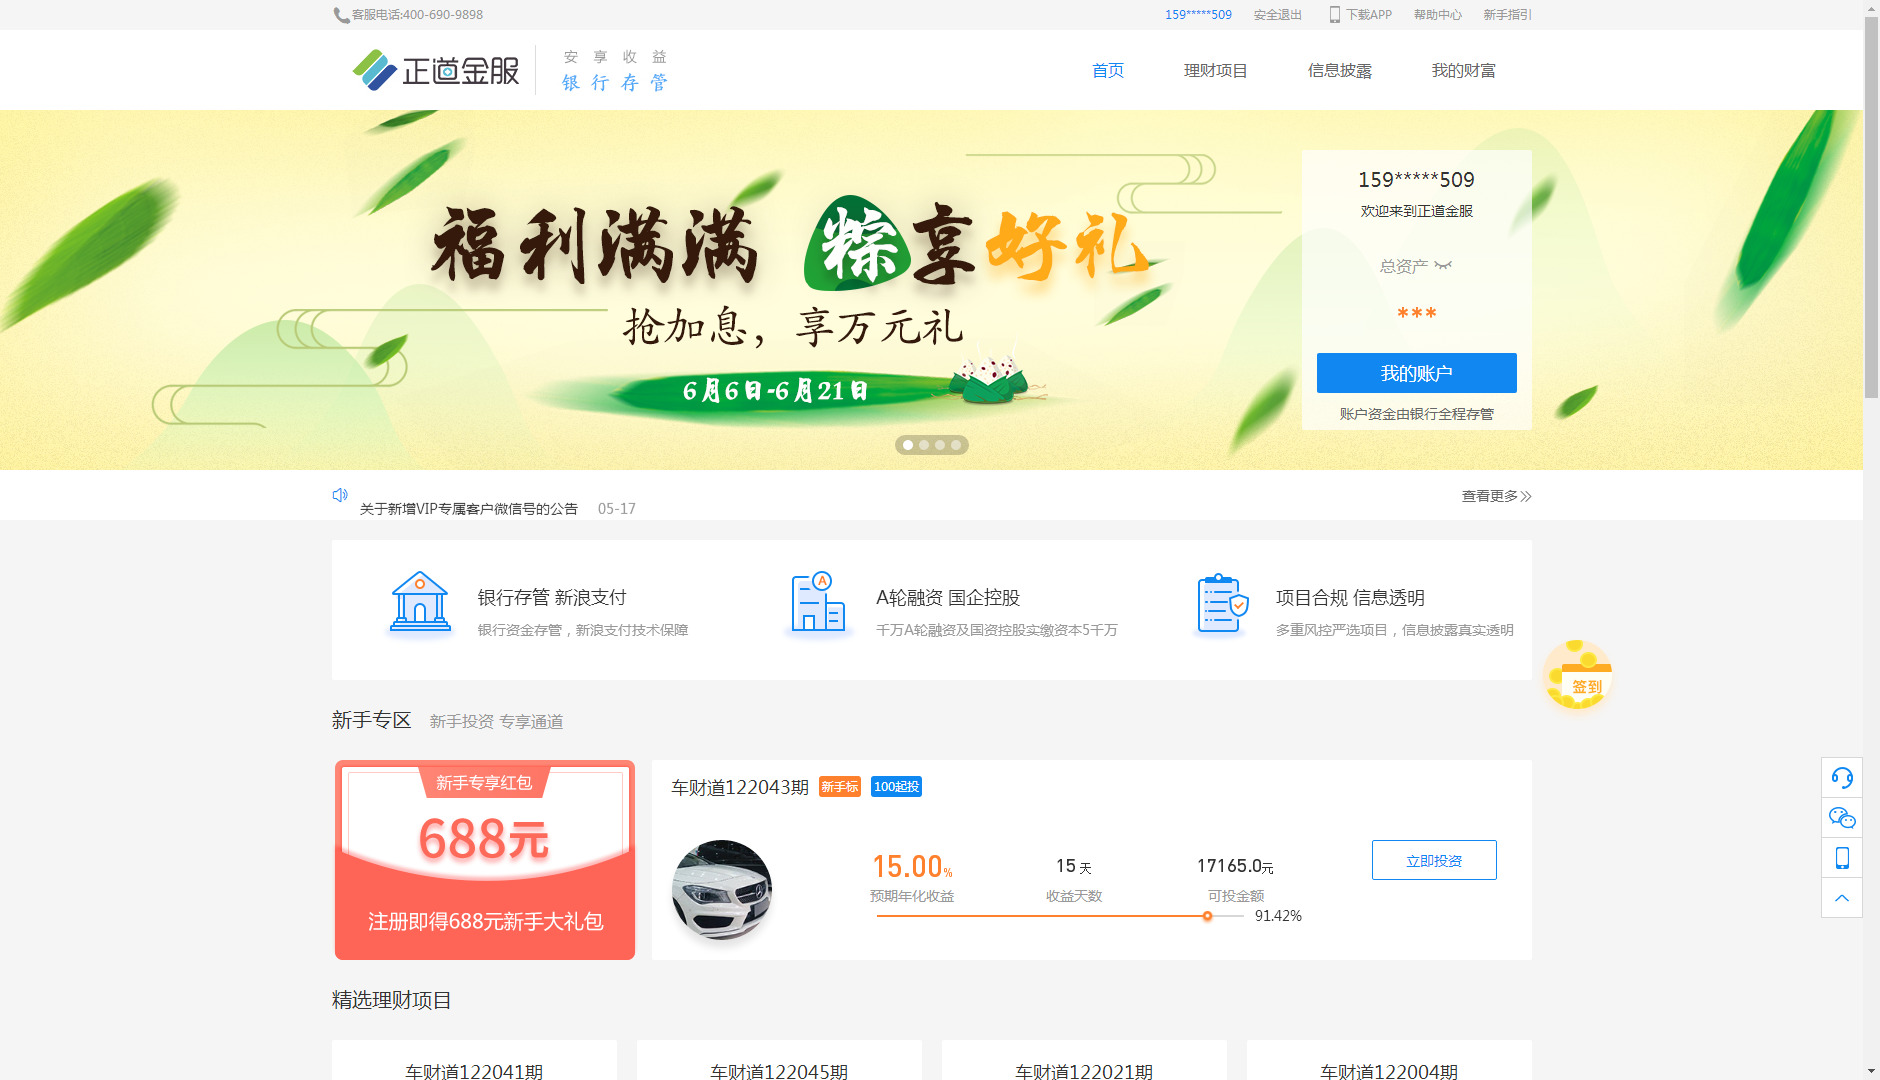 客服电话:400-690-9898
159*****509 安全退出 下载APP 帮助中心 新手指引
正道金服
安享收益
银行存管
首页 理财项目 信息披露 我的财富
福利满满 粽享好礼
抢加息，享万元礼
6月6日-6月21日
159*****509
欢迎来到正道金服
总资产
***
我的账户
账户资金由银行全程存管
关于新增VIP专属客户微信号的公告 05-17
查看更多
银行存管 新浪支付
银行资金存管，新浪支付技术保障
A
A轮融资 国企控股
千万A轮融资及国资控股实缴资本5千万
项目合规 信息透明
多重风控严选项目，信息披露真实透明
签到
新手专区 新手投资 专享通道
新手专享红包
688元
注册即得688元新手大礼包
车财道122043期 新手标 100起投
15.00%
预期年化收益
15 天
收益天数
17165.0元
可投金额
91.42%
立即投资
精选理财项目
车财道122041期 车财道122045期 车财道122021期 车财道122004期